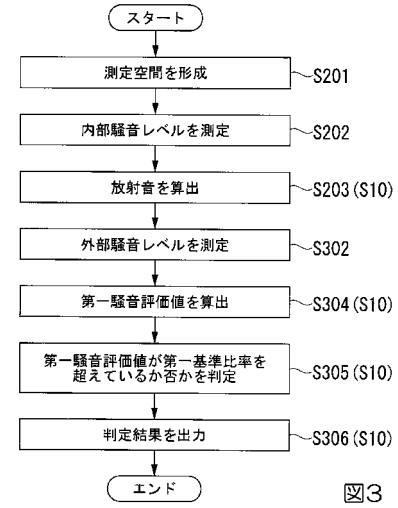 スタート
測定空間を形成
S201
内部騒音レベルを測定
S202
放射音を算出
S203(S10)
外部騒音レベルを測定
S302
第一騒音評価値を算出
S304(S10)
第一騒音評価値が第一基準比率を
超えているか否かを判定
S305(S10)
判定結果を出力
S306(S10)
エンド
図3